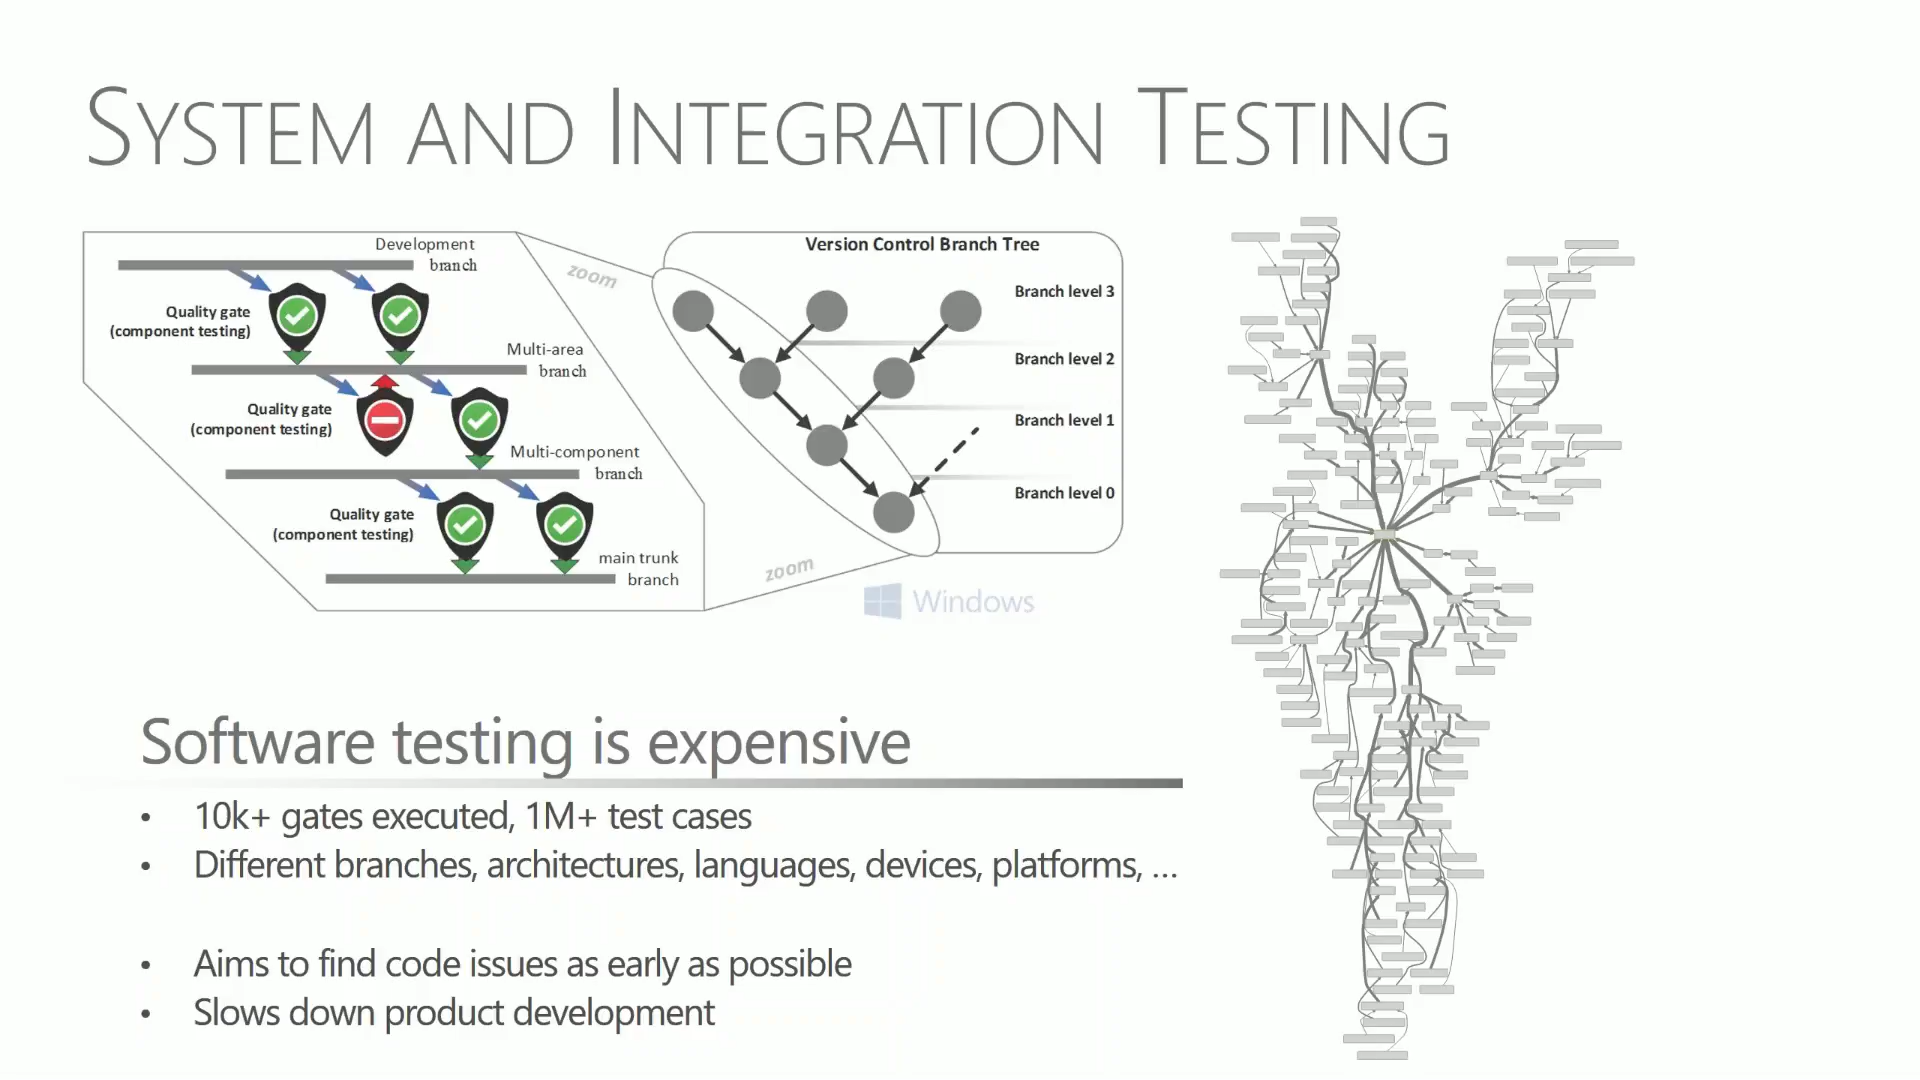 SYSTEM AND INTEGRATION TESTING
Development
branch
Quality gate
(component testing)
Multi-area
branch
Quality gate
(component testing)
Multi-component
branch
Quality gate
(component testing)
main trunk
branch
zoom
zoom
Version Control Branch Tree
Branch level 3
Branch level 2
Branch level 1
Branch level 0
Windows
Software testing is expensive
• 10k+ gates executed, 1M+ test cases
• Different branches, architectures, languages, devices, platforms, ...
• Aims to find code issues as early as possible
• Slows down product development